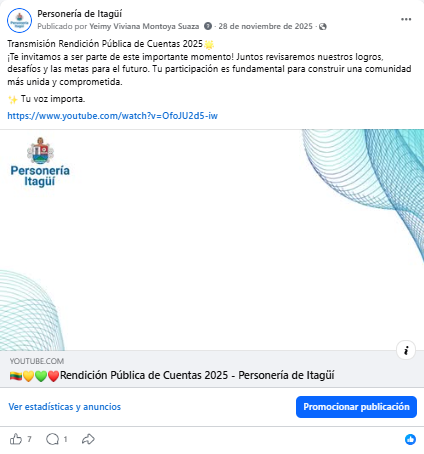 Personería de Itagüí
Publicado por Yeimy Viviana Montoya Suaza · 28 de noviembre de 2025 ·
Transmisión Rendición Pública de Cuentas 2025🌟
¡Te invitamos a ser parte de este importante momento! Juntos revisaremos nuestros logros,
desafíos y las metas para el futuro. Tu participación es fundamental para construir una comunidad
más unida y comprometida.
✨ Tu voz importa.
https://www.youtube.com/watch?v=OfoJU2d5-iw
Personería
Itagüí
YOUTUBE.COM
💛💚❤️Rendición Pública de Cuentas 2025 - Personería de Itagüí
Ver estadísticas y anuncios
Promocionar publicación
7
1